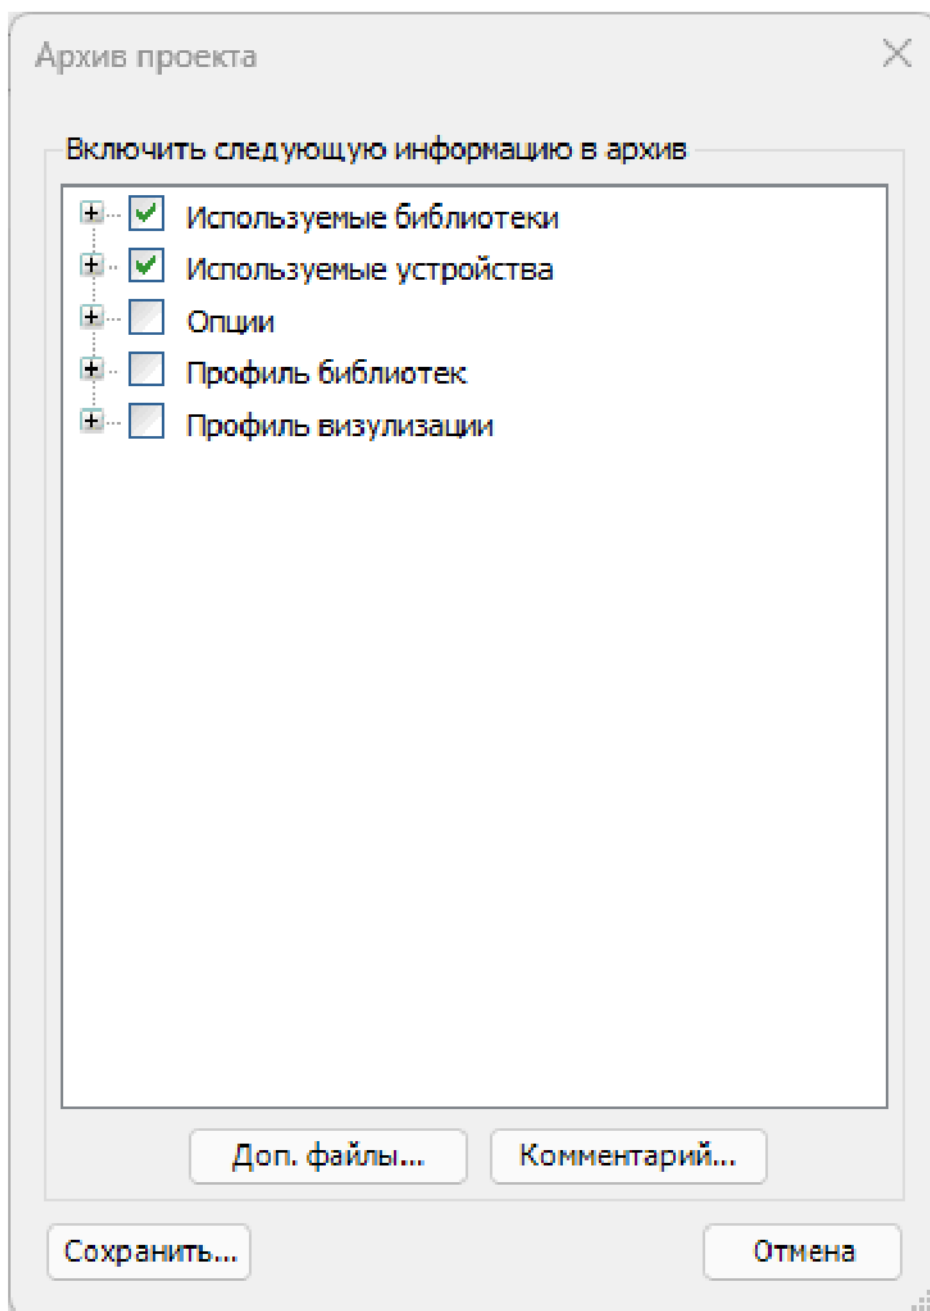 Архив проекта
Включить следующую информацию в архив
Используемые библиотеки
Используемые устройства
Опции
Профиль библиотек
Профиль визулизации
Доп. файлы... Комментарий...
Сохранить... Отмена